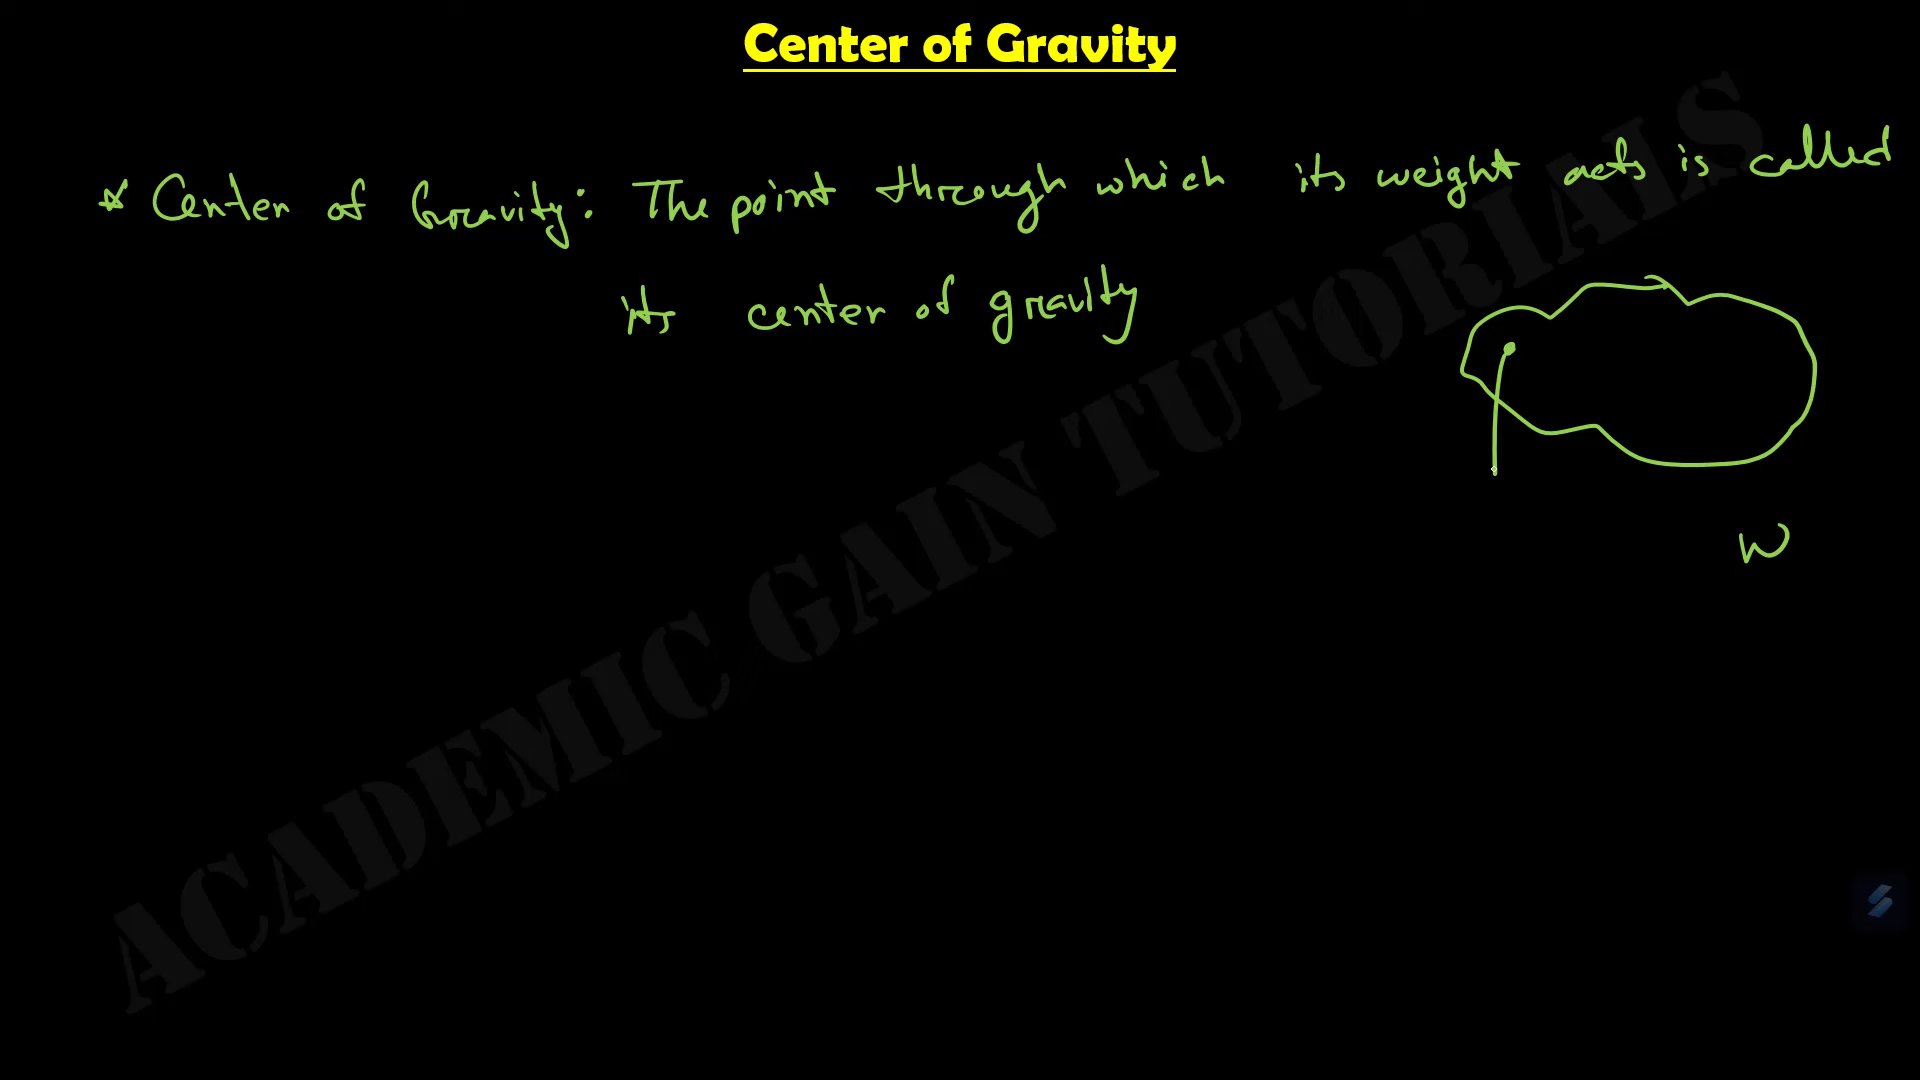 Center of Gravity
* Center of Gravity: The point through which its weight acts is called
its center of gravity
W
ACADEMIC GAIN TUTORIALS